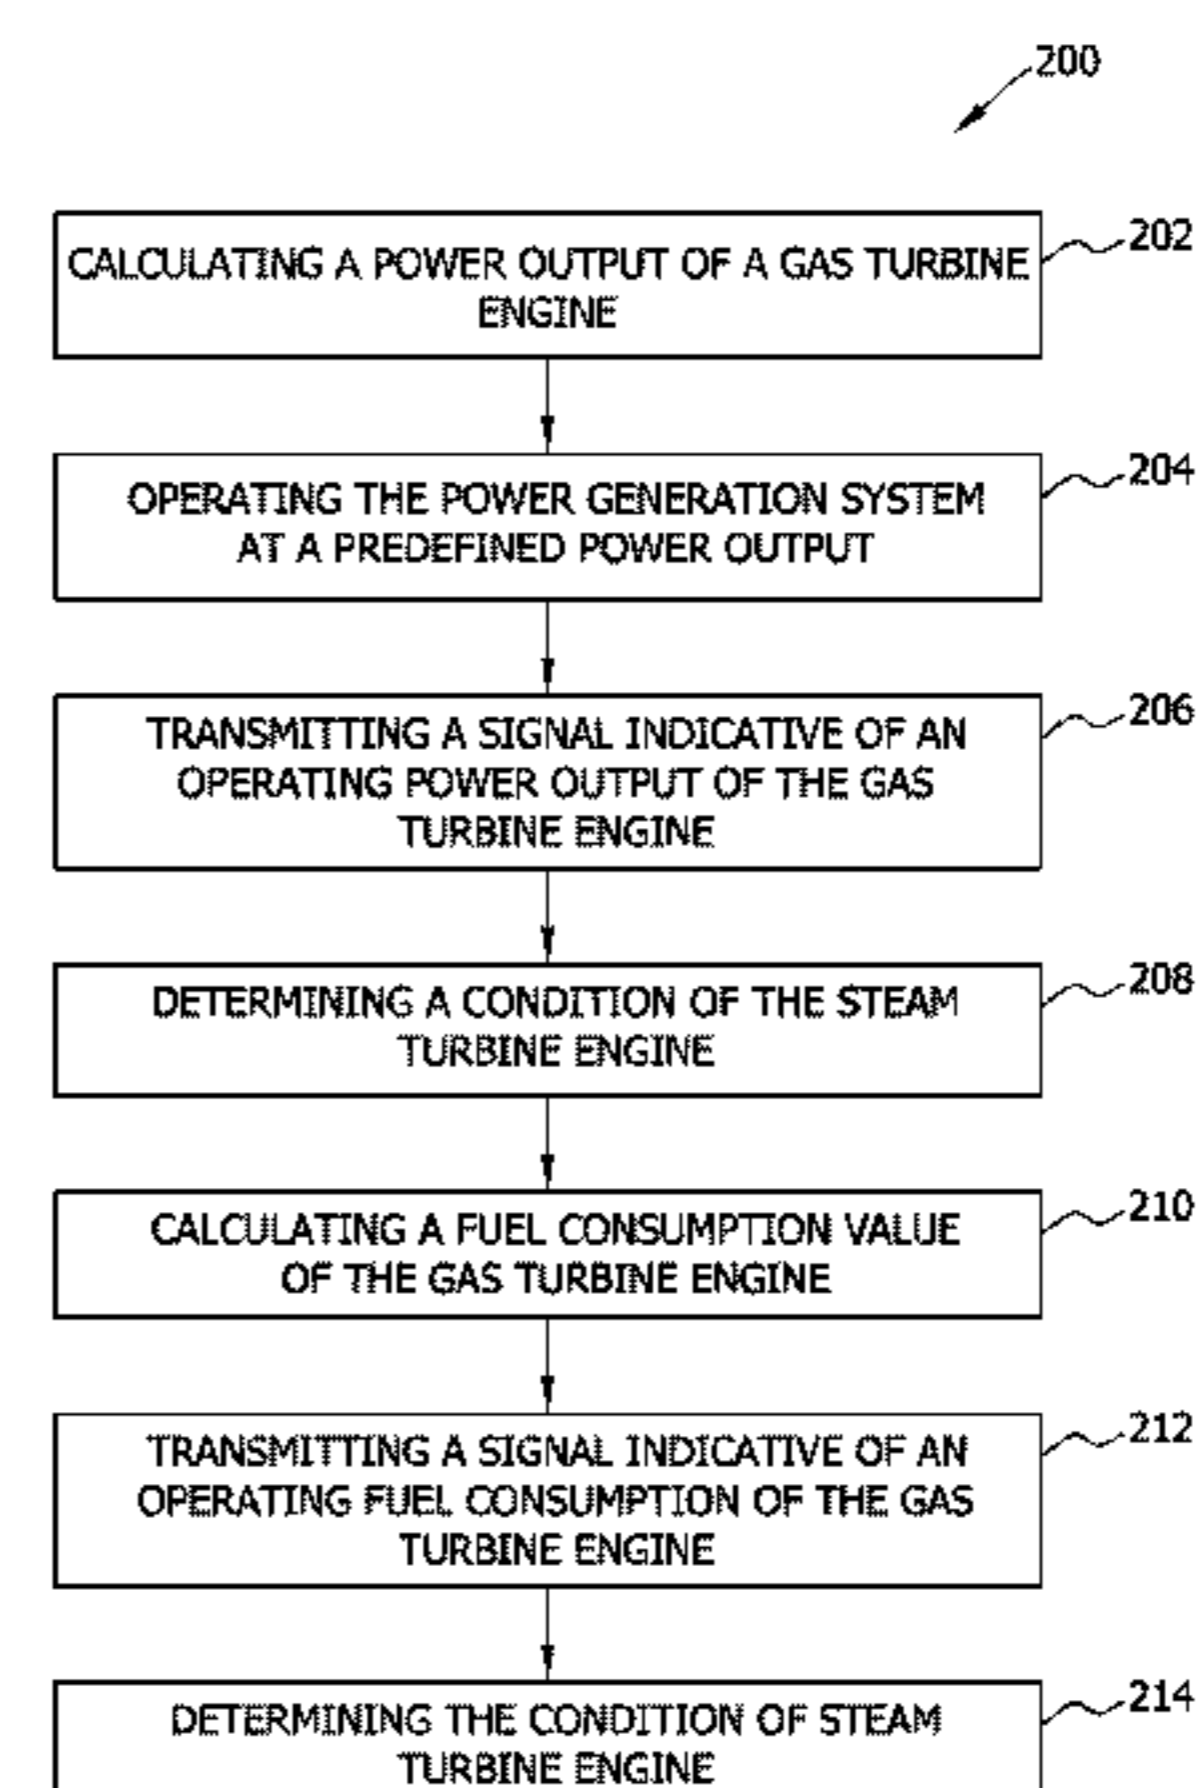 200
202
CALCULATING A POWER OUTPUT OF A GAS TURBINE
ENGINE
204
OPERATING THE POWER GENERATION SYSTEM
AT A PREDEFINED POWER OUTPUT
206
TRANSMITTING A SIGNAL INDICATIVE OF AN
OPERATING POWER OUTPUT OF THE GAS
TURBINE ENGINE
208
DETERMINING A CONDITION OF THE STEAM
TURBINE ENGINE
210
CALCULATING A FUEL CONSUMPTION VALUE
OF THE GAS TURBINE ENGINE
212
TRANSMITTING A SIGNAL INDICATIVE OF AN
OPERATING FUEL CONSUMPTION OF THE GAS
TURBINE ENGINE
214
DETERMINING THE CONDITION OF STEAM
TURBINE ENGINE